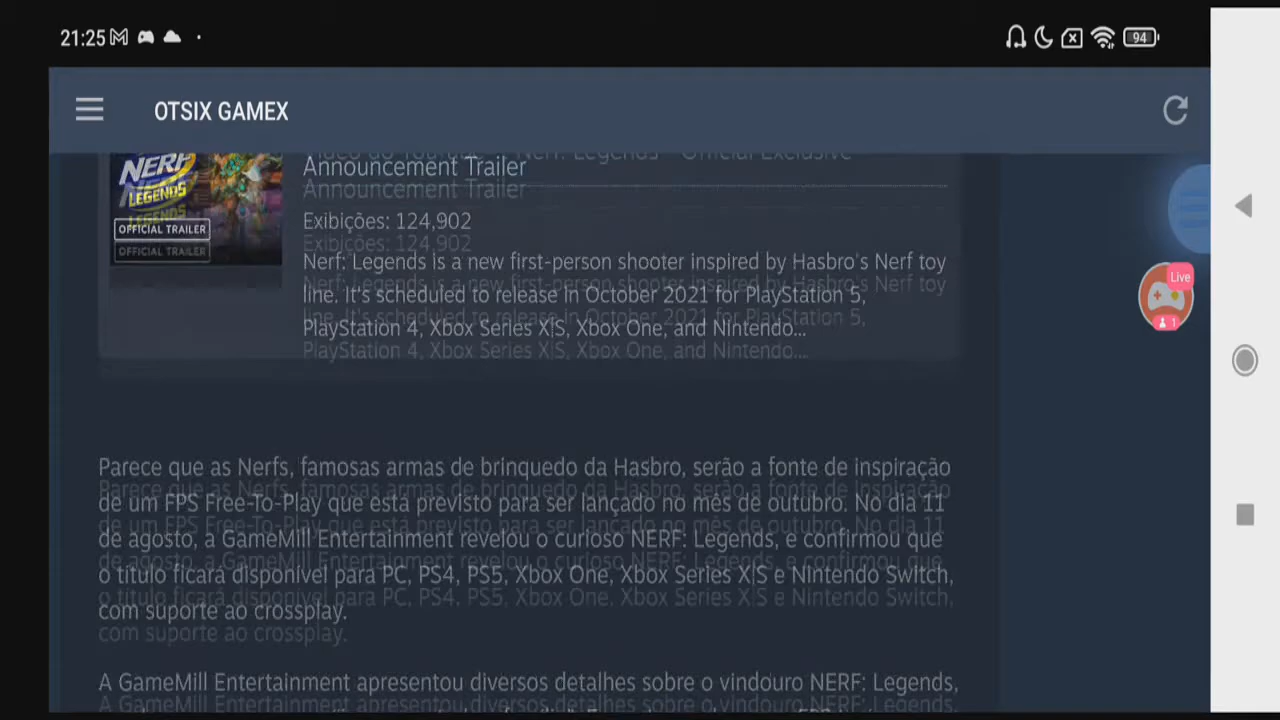 21:25
94
OTSIX GAMEX
NERF
LEGENDS
OFFICIAL TRAILER
Announcement Trailer
Exibições: 124,902
Nerf: Legends is a new first-person shooter inspired by Hasbro's Nerf toy
line. It's scheduled to release in October 2021 for PlayStation 5,
PlayStation 4, Xbox Series X|S, Xbox One, and Nintendo...
Live
1
Parece que as Nerfs, famosas armas de brinquedo da Hasbro, serão a fonte de inspiração
de um FPS Free-To-Play que está previsto para ser lançado no mês de outubro. No dia 11
de agosto, a GameMill Entertainment revelou o curioso NERF: Legends, e confirmou que
o título ficará disponível para PC, PS4, PS5, Xbox One, Xbox Series X|S e Nintendo Switch,
com suporte ao crossplay.
A GameMill Entertainment apresentou diversos detalhes sobre o vindouro NERF: Legends,